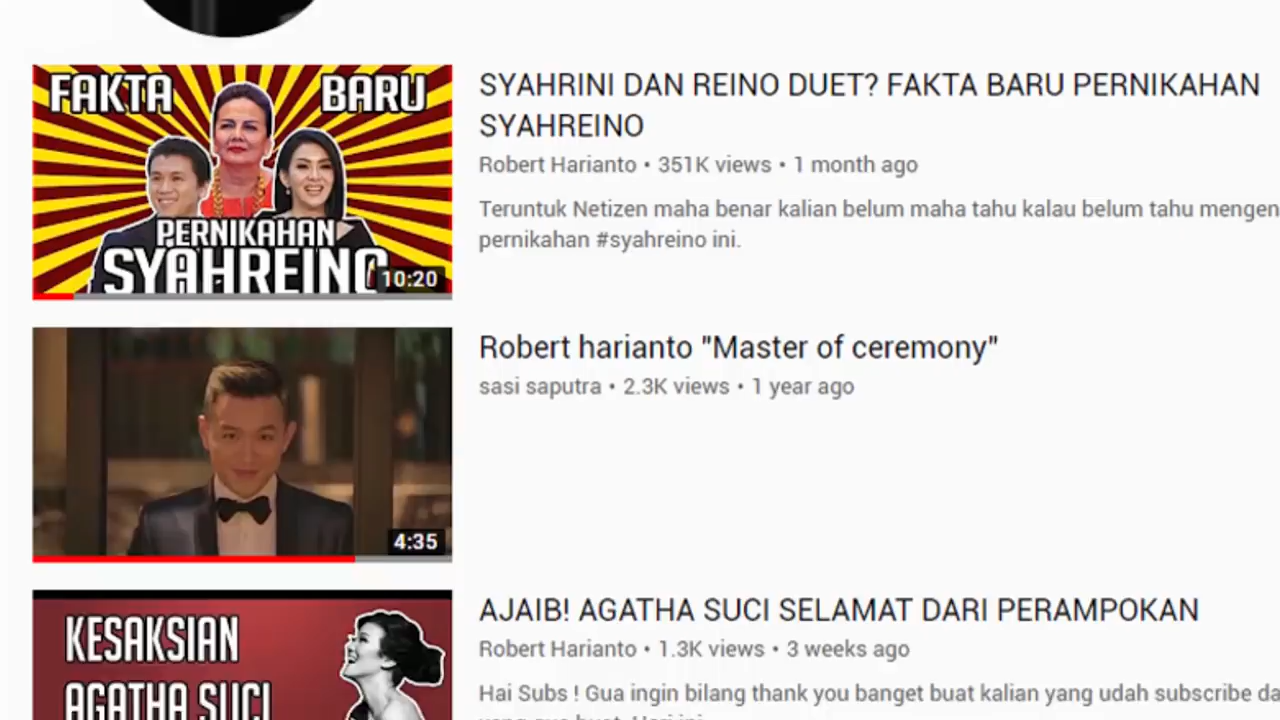 FAKTA BARU
PERNIKAHAN
SYAHREINO
10:20
SYAHRINI DAN REINO DUET? FAKTA BARU PERNIKAHAN
SYAHREINO
Robert Harianto • 351K views • 1 month ago
Teruntuk Netizen maha benar kalian belum maha tahu kalau belum tahu mengen
pernikahan #syahreino ini.
4:35
Robert harianto "Master of ceremony"
sasi saputra • 2.3K views • 1 year ago
KESAKSIAN
AGATHA SUCI
AJAIB! AGATHA SUCI SELAMAT DARI PERAMPOKAN
Robert Harianto • 1.3K views • 3 weeks ago
Hai Subs ! Gua ingin bilang thank you banget buat kalian yang udah subscribe da